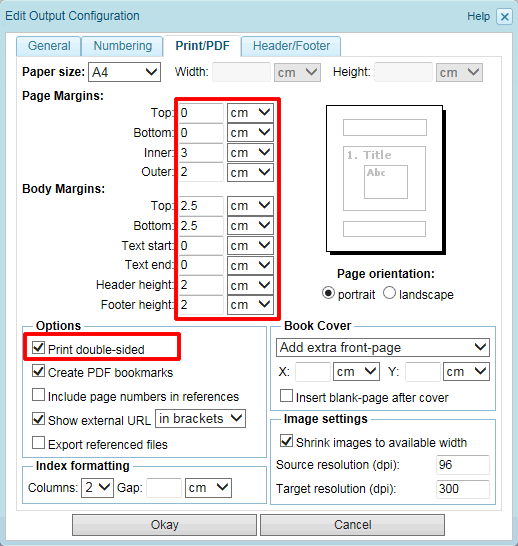 Edit Output Configuration Help
General Numbering Print/PDF Header/Footer
Paper size: A4 Width: cm Height: cm
Page Margins:
Top: 0 cm
Bottom: 0 cm
Inner: 3 cm
Outer: 2 cm
Body Margins:
Top: 2.5 cm
Bottom: 2.5 cm
Text start: 0 cm
Text end: 0 cm
Header height: 2 cm
Footer height: 2 cm
1. Title
Abc
Page orientation:
portrait landscape
Options
Print double-sided
Create PDF bookmarks
Include page numbers in references
Show external URL in brackets
Export referenced files
Index formatting
Columns: 2 Gap: cm
Book Cover
Add extra front-page
X: cm Y: cm
Insert blank-page after cover
Image settings
Shrink images to available width
Source resolution (dpi): 96
Target resolution (dpi): 300
Okay Cancel